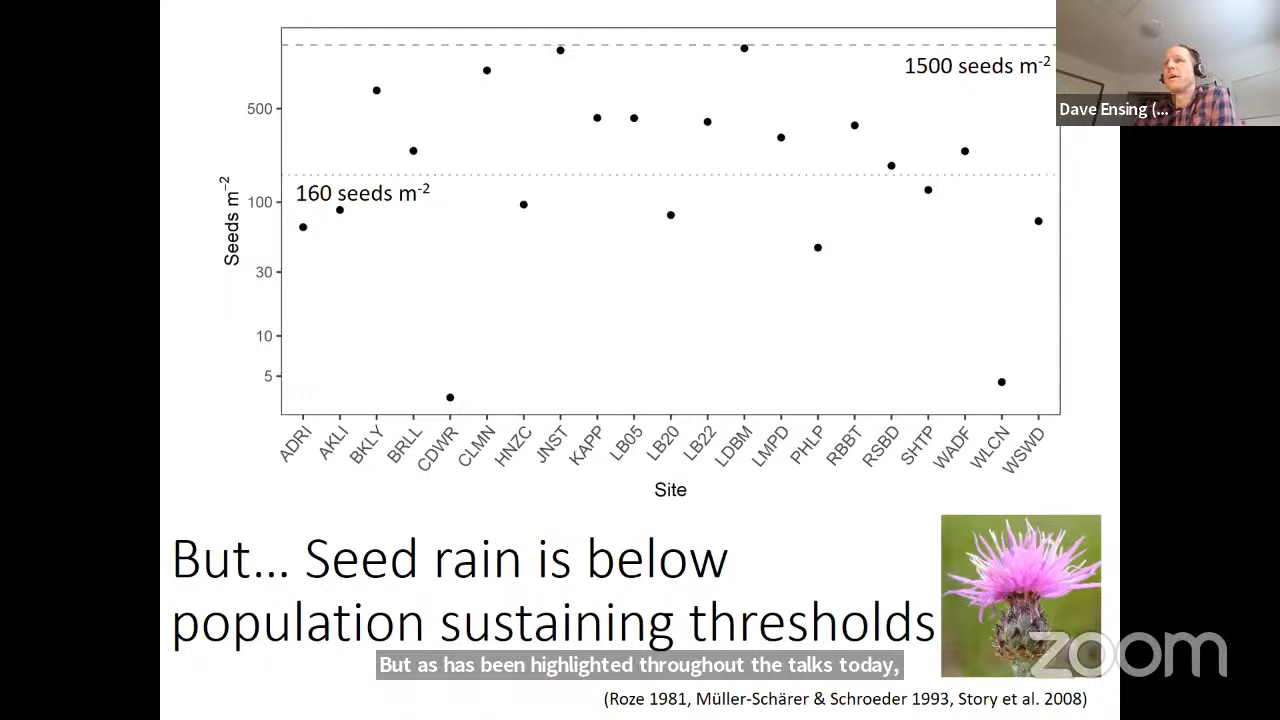 1500 seeds m-2
Dave Ensing (...
500
160 seeds m-2
100
30
10
5
Seeds m−2
ADRI
AKLI
BKLY
BRLL
CDWR
CLMN
HNZC
JNST
KAPP
LB05
LB20
LB22
LDBM
LMPD
PHLP
RBBT
RSBD
SHTP
WADF
WLCN
WSWD
Site
But... Seed rain is below
population sustaining thresholds
But as has been highlighted throughout the talks today,
zoom
(Roze 1981, Müller-Schärer & Schroeder 1993, Story et al. 2008)